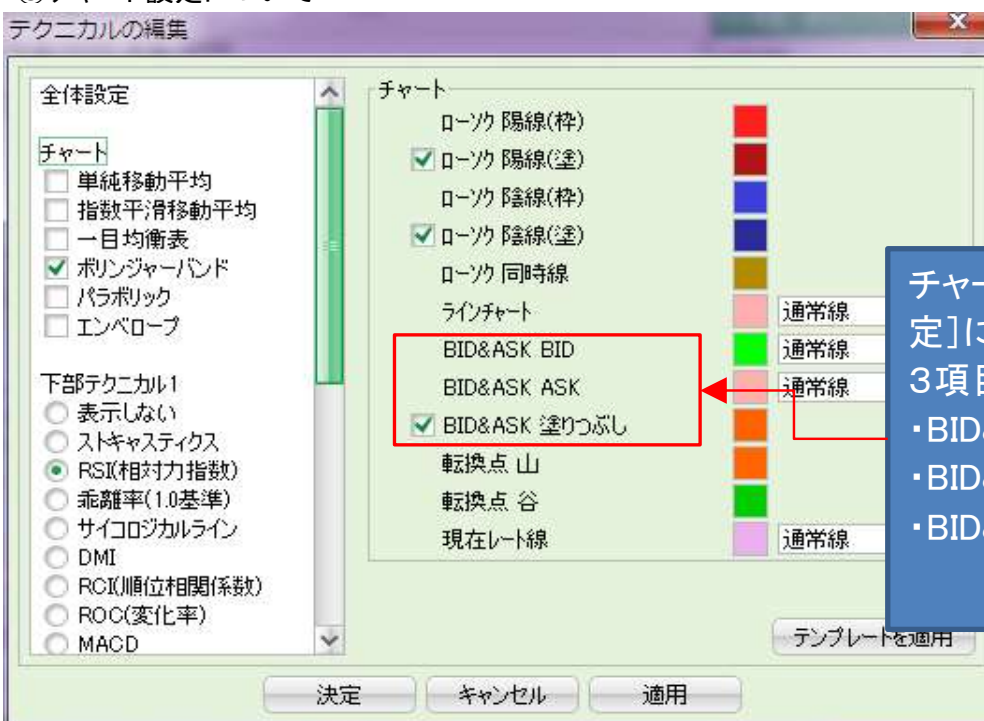 チャート設定について
テクニカルの編集
全体設定
チャート
単純移動平均
指数平滑移動平均
一目均衡表
ボリンジャーバンド
パラボリック
エンベロープ
下部テクニカル1
表示しない
ストキャスティクス
RSI(相対力指数)
乖離率(1.0基準)
サイコロジカルライン
DMI
RCI(順位相関係数)
ROC(変化率)
MACD
チャート
ローソク 陽線(枠)
ローソク 陽線(塗)
ローソク 陰線(枠)
ローソク 陰線(塗)
ローソク 同時線
ラインチャート 通常線
BID&ASK BID 通常線
BID&ASK ASK 通常線
BID&ASK 塗りつぶし
転換点 山
転換点 谷
現在レート線 通常線
チャー
定]に
3項目
・BID&
・BID&
・BID&
テンプレートを適用
決定 キャンセル 適用